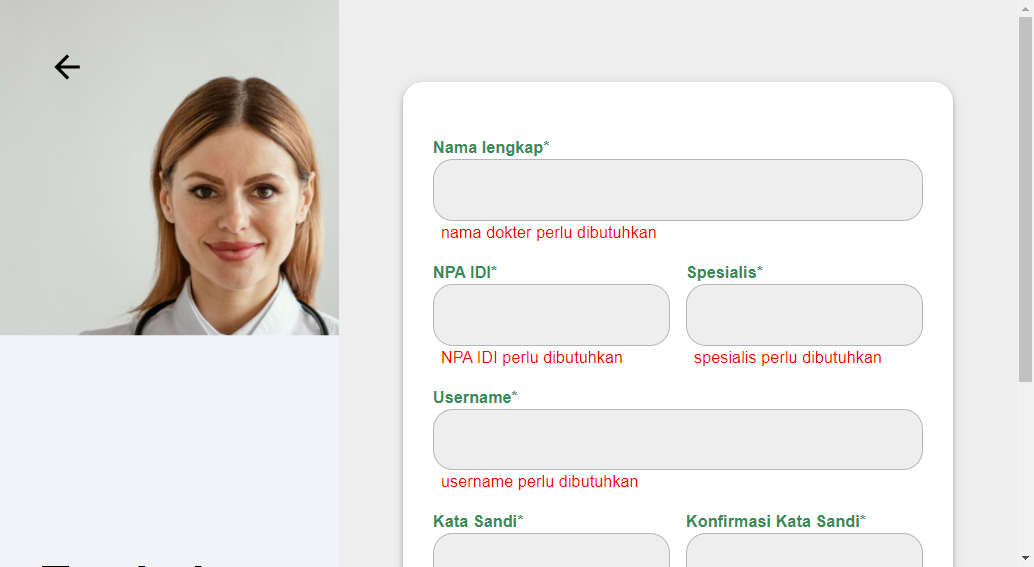 Nama lengkap*
nama dokter perlu dibutuhkan
NPA IDI* Spesialis*
NPA IDI perlu dibutuhkan spesialis perlu dibutuhkan
Username*
username perlu dibutuhkan
Kata Sandi* Konfirmasi Kata Sandi*